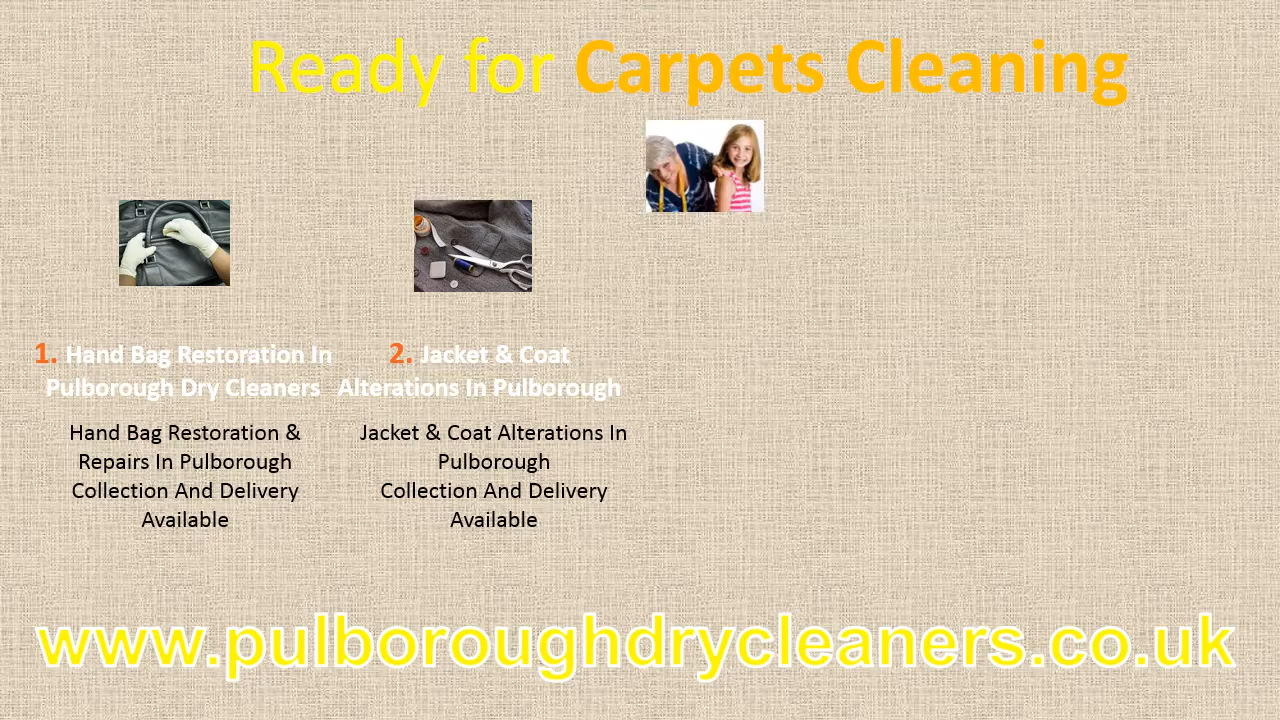 Ready for Carpets Cleaning
1. Hand Bag Restoration In
Pulborough Dry Cleaners
Hand Bag Restoration &
Repairs In Pulborough
Collection And Delivery
Available
2. Jacket & Coat
Alterations In Pulborough
Jacket & Coat Alterations In
Pulborough
Collection And Delivery
Available
www.pulboroughdrycleaners.co.uk